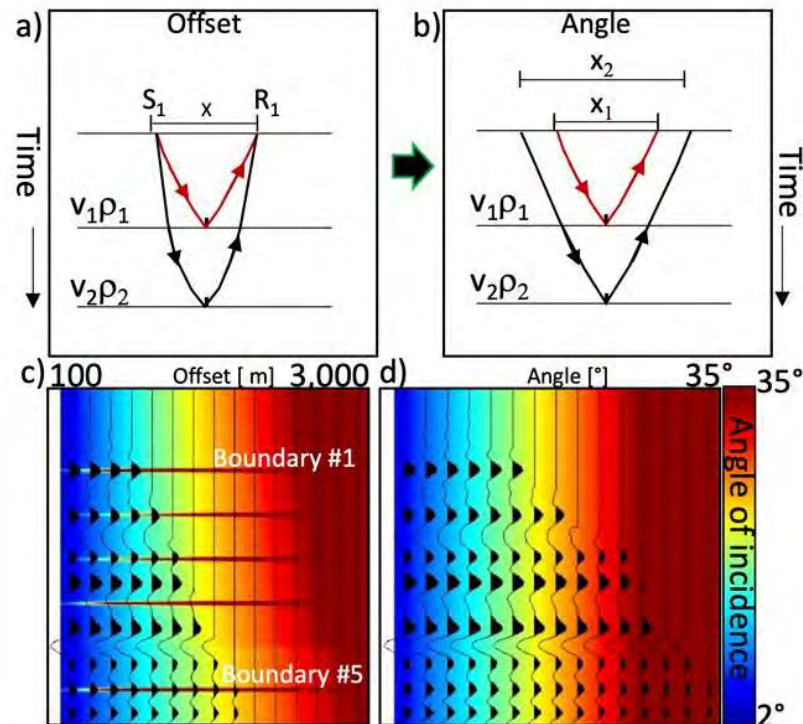 a) Offset
S₁ x R₁
Time
v₁ρ₁
v₂ρ₂
b) Angle
x₂
x₁
v₁ρ₁
v₂ρ₂
Time
c) 100 Offset [ m] 3,000
Boundary #1
Boundary #5
d) Angle [°] 35°
35°
Angle of incidence
2°